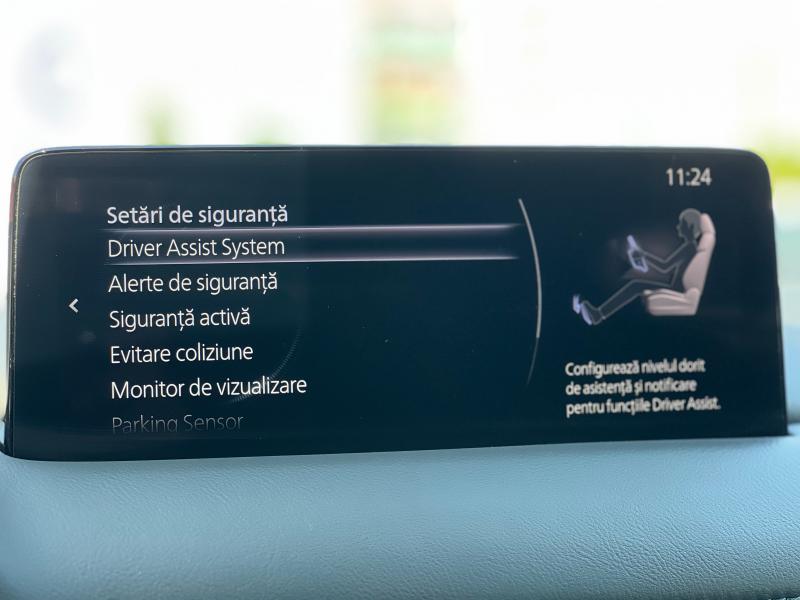 11:24
Setări de siguranță
Driver Assist System
Alerte de siguranță
Siguranță activă
Evitare coliziune
Monitor de vizualizare
Parking Sensor
Configurează nivelul dorit
de asistență și notificare
pentru funcțiile Driver Assist.